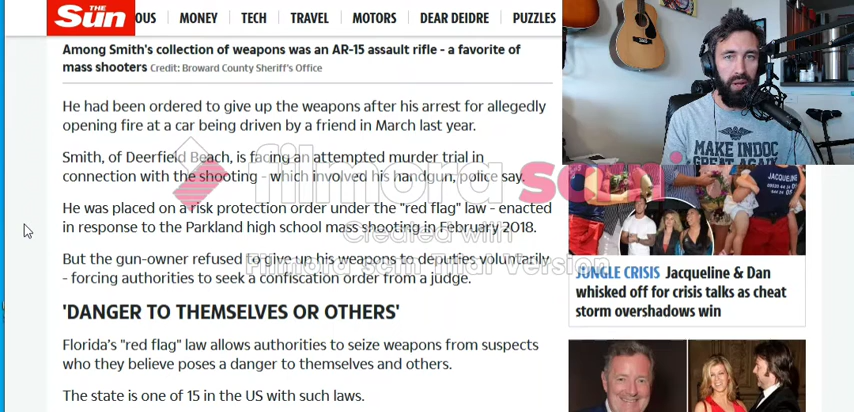 THE
Sun
OUS MONEY TECH TRAVEL MOTORS DEAR DEIDRE PUZZLES
Among Smith's collection of weapons was an AR-15 assault rifle - a favorite of
mass shooters Credit: Broward County Sheriff's Office
He had been ordered to give up the weapons after his arrest for allegedly
opening fire at a car being driven by a friend in March last year.
Smith, of Deerfield Beach, is facing an attempted murder trial in
connection with the shooting - which involved his handgun, police say.
He was placed on a risk protection order under the "red flag" law - enacted
in response to the Parkland high school mass shooting in February 2018.
But the gun-owner refused to give up his weapons to deputies voluntarily
- forcing authorities to seek a confiscation order from a judge.
'DANGER TO THEMSELVES OR OTHERS'
Florida's "red flag" law allows authorities to seize weapons from suspects
who they believe poses a danger to themselves and others.
The state is one of 15 in the US with such laws.
filmora
Created with
Filmora
Version
MAKE INDOC
GREAT AGAIN
JACQUELINE
JUNGLE CRISIS Jacqueline & Dan
whisked off for crisis talks as cheat
storm overshadows win